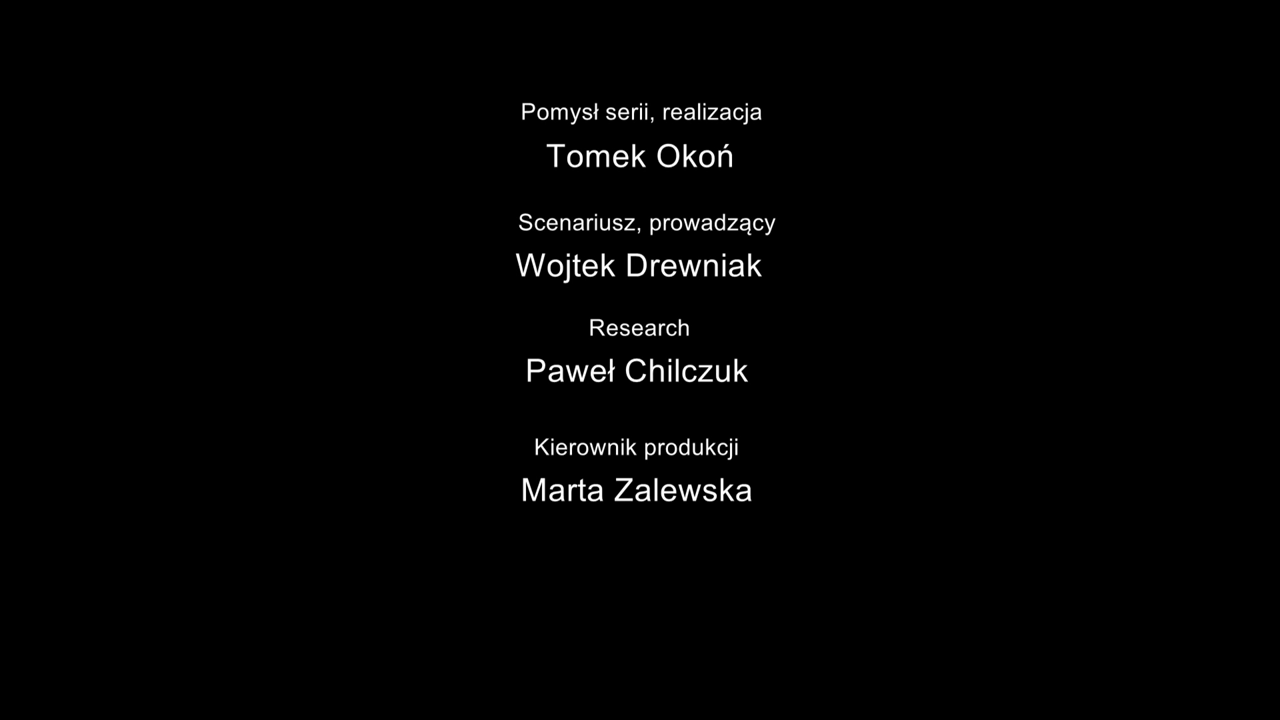 Pomysł serii, realizacja
Tomek Okoń
Scenariusz, prowadzący
Wojtek Drewniak
Research
Paweł Chilczuk
Kierownik produkcji
Marta Zalewska